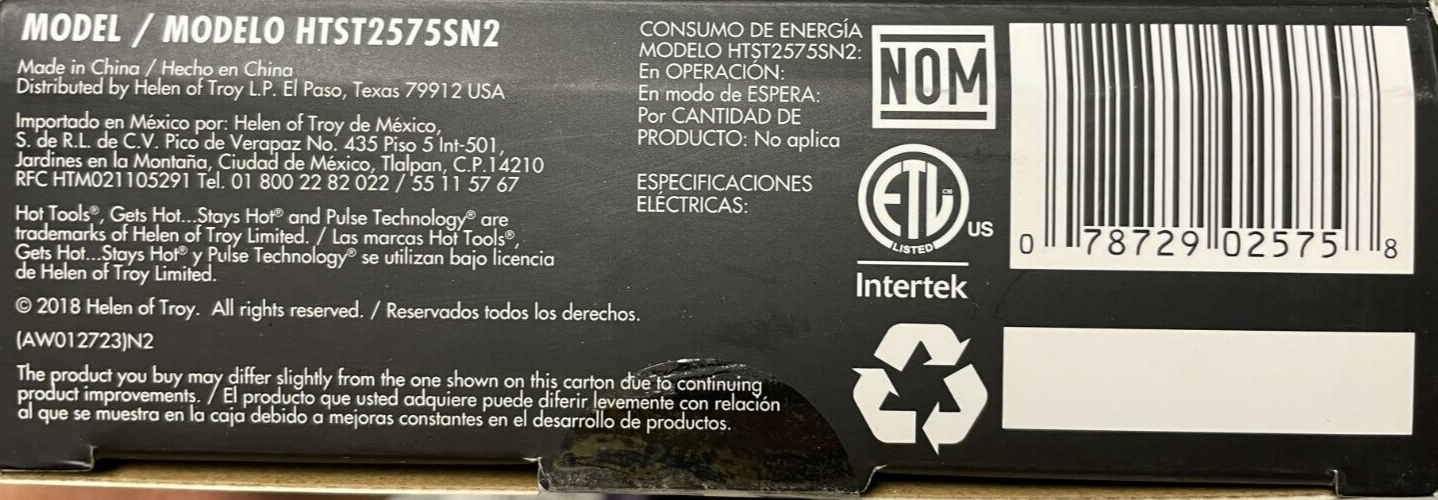 MODEL / MODELO HTST2575SN2
Made in China / Hecho en China
Distributed by Helen of Troy L.P. El Paso, Texas 79912 USA
Importado en México por: Helen of Troy de México,
S. de R.L. de C.V. Pico de Verapaz No. 435 Piso 5 Int-501,
Jardines en la Montaña, Ciudad de México, Tlalpan, C.P.14210
RFC HTM021105291 Tel. 01 800 22 82 022 / 55 11 57 67
Hot Tools®, Gets Hot...Stays Hot® and Pulse Technology® are
trademarks of Helen of Troy Limited. / Las marcas Hot Tools®,
Gets Hot...Stays Hot® y Pulse Technology® se utilizan bajo licencia
de Helen of Troy Limited.
© 2018 Helen of Troy. All rights reserved. / Reservados todos los derechos.
(AW012723)N2
The product you buy may differ slightly from the one shown on this carton due to continuing
product improvements. / El producto que usted adquiere puede diferir levemente con relación
al que se muestra en la caja debido a mejoras constantes en el desarrollo de productos.
CONSUMO DE ENERGÍA
MODELO HTST2575SN2:
En OPERACIÓN:
En modo de ESPERA:
Por CANTIDAD DE
PRODUCTO: No aplica
ESPECIFICACIONES
ELÉCTRICAS:
NOM
ETL CM
LISTED
US
Intertek
0 78729 02575 8